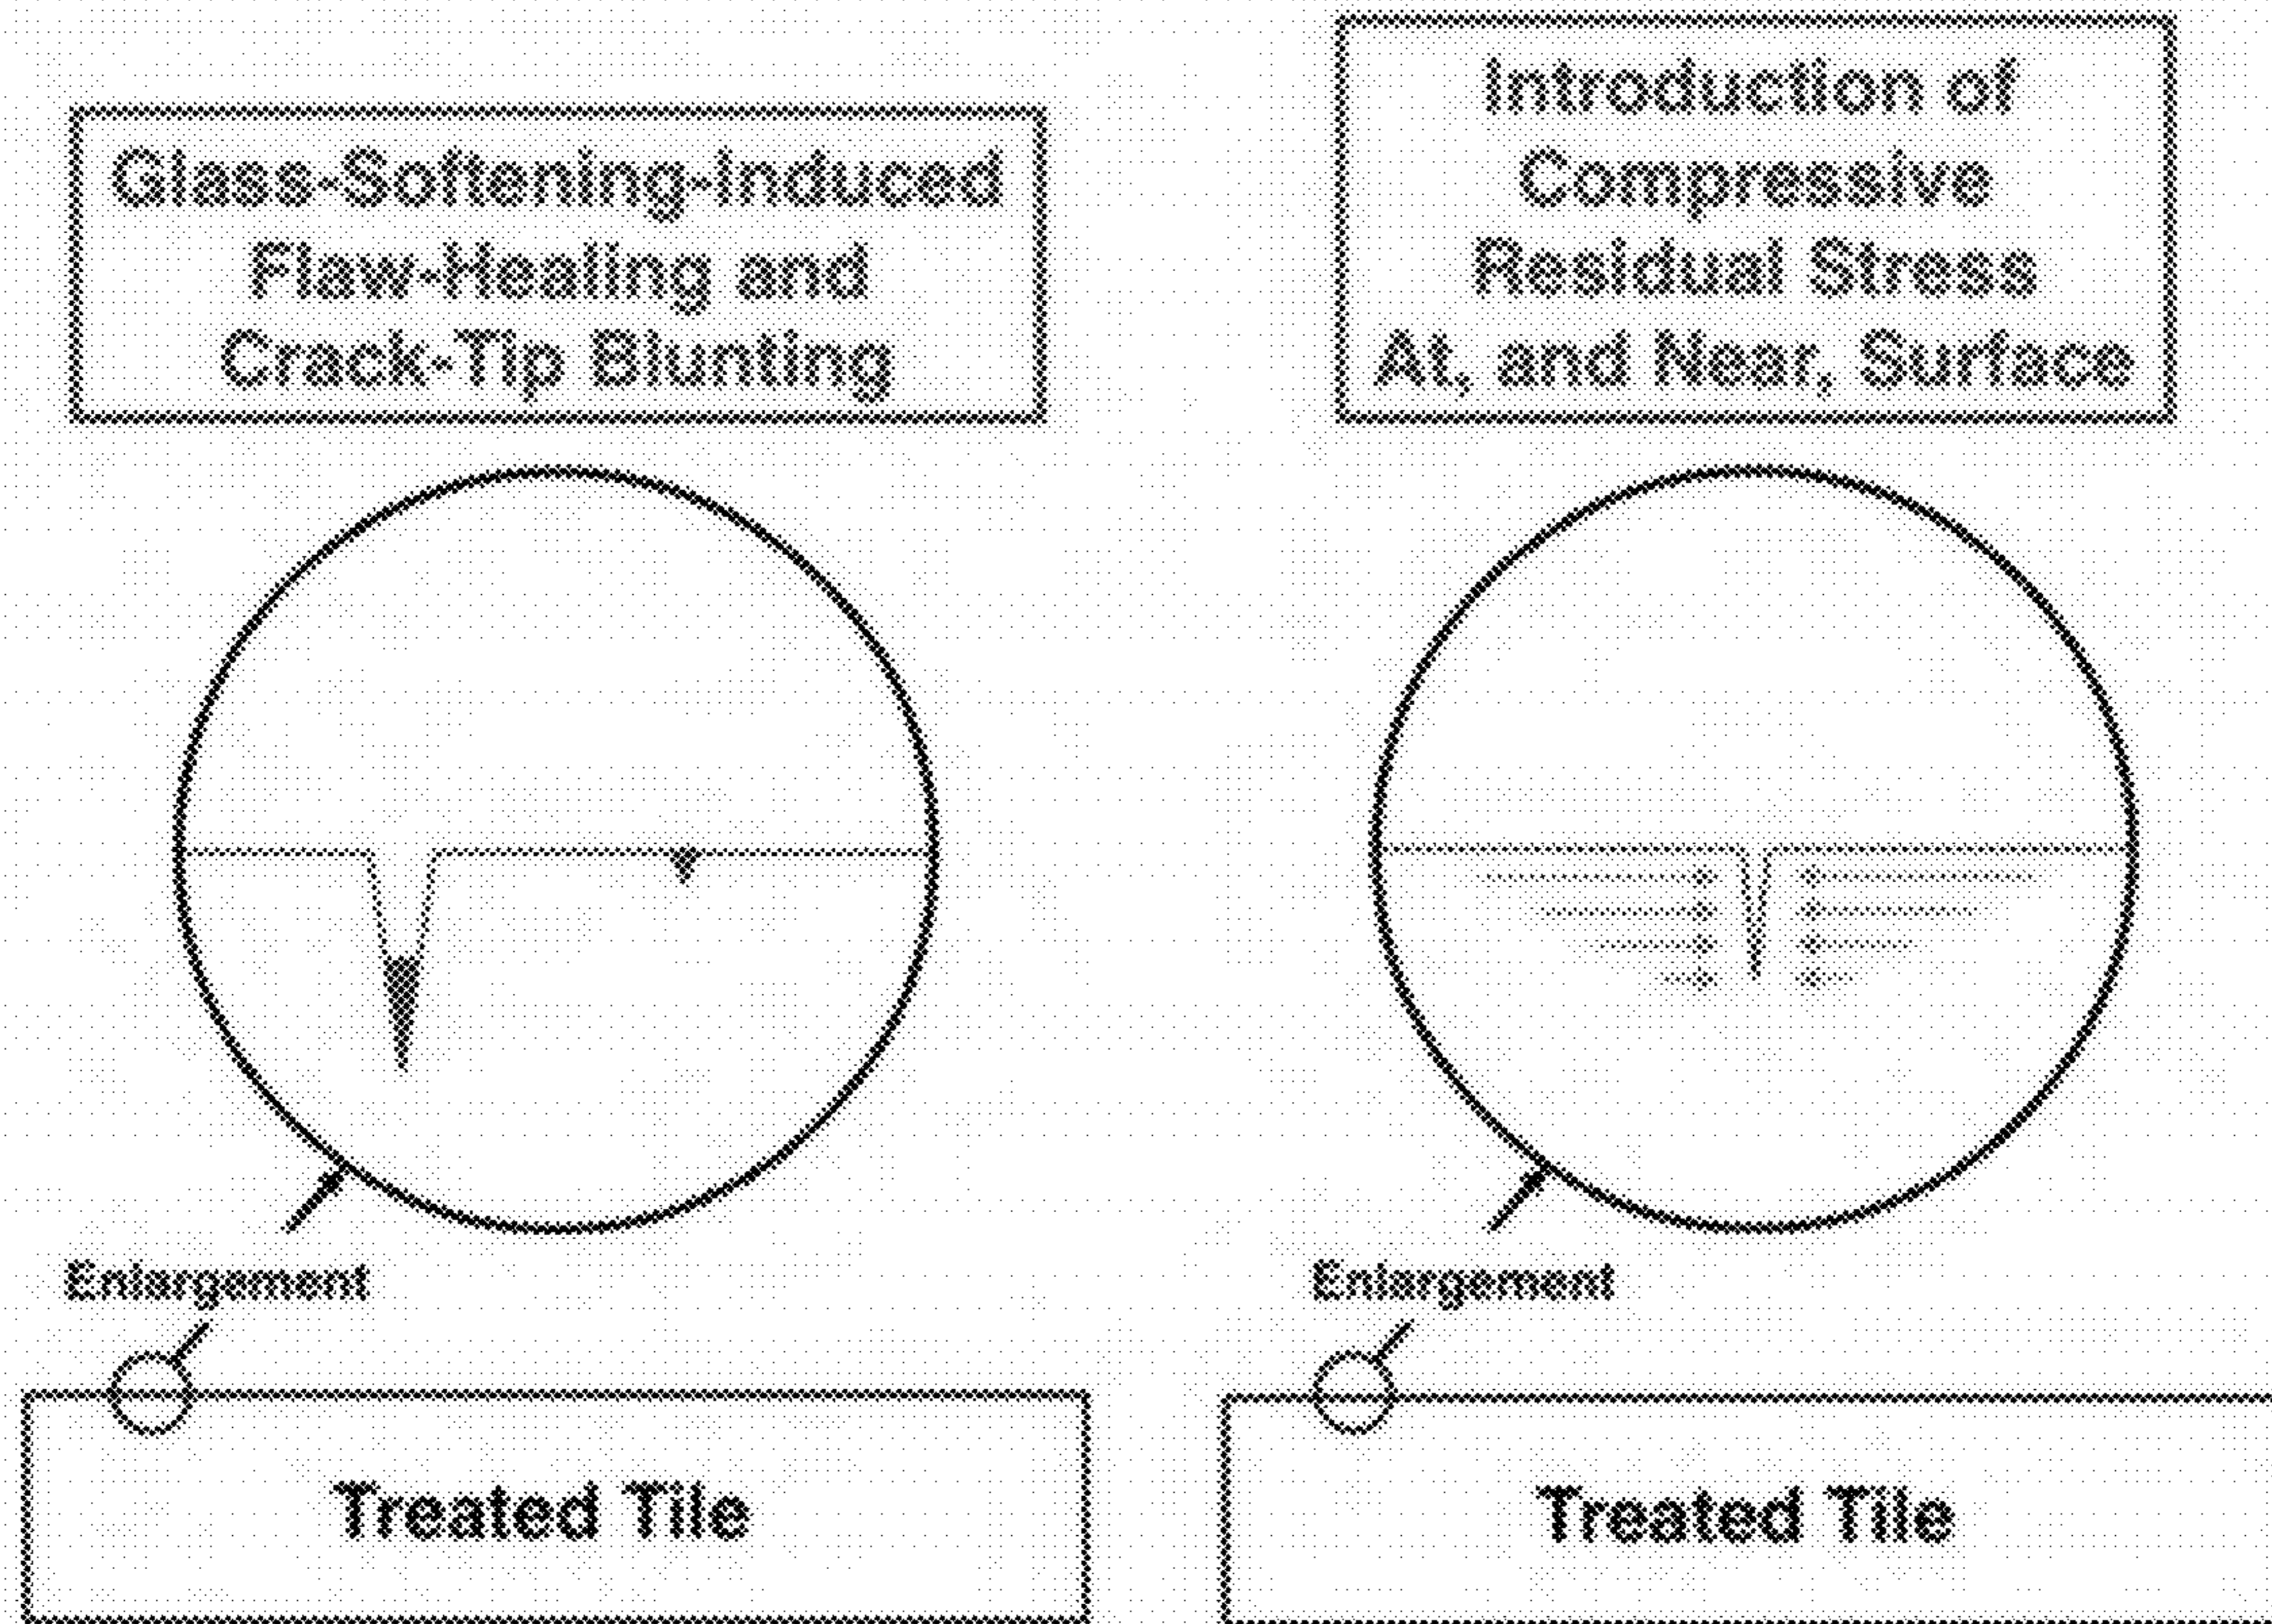 Glass-Softening-Induced
Flaw-Healing and
Crack-Tip Blunting
Introduction of
Compressive
Residual Stress
At, and Near, Surface
Enlargement
Enlargement
Treated Tile
Treated Tile